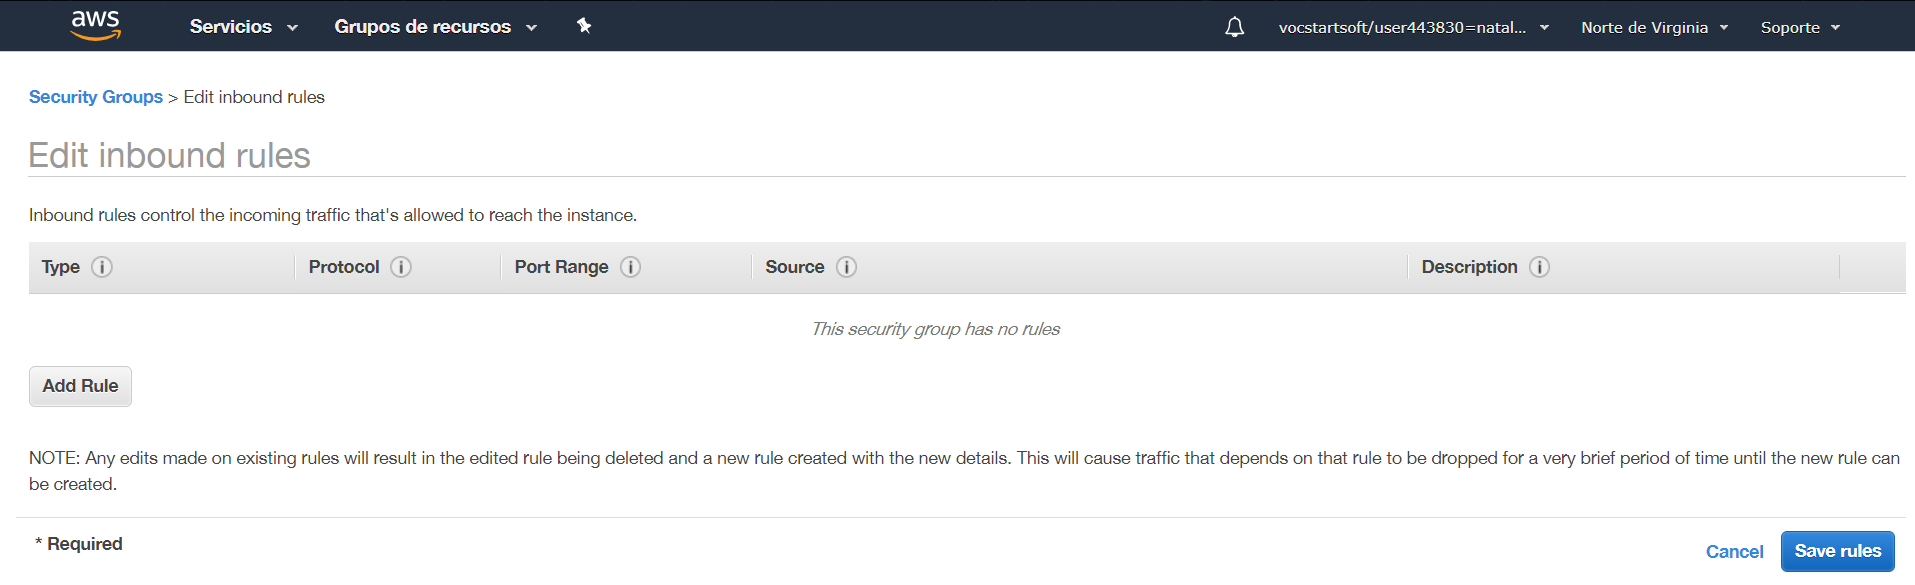 aws Servicios Grupos de recursos vocstartsoft/user443830=natal... Norte de Virginia Soporte
Security Groups > Edit inbound rules
Edit inbound rules
Inbound rules control the incoming traffic that's allowed to reach the instance.
Type i Protocol i Port Range i Source i Description i
This security group has no rules
Add Rule
NOTE: Any edits made on existing rules will result in the edited rule being deleted and a new rule created with the new details. This will cause traffic that depends on that rule to be dropped for a very brief period of time until the new rule can
be created.
* Required
Cancel Save rules